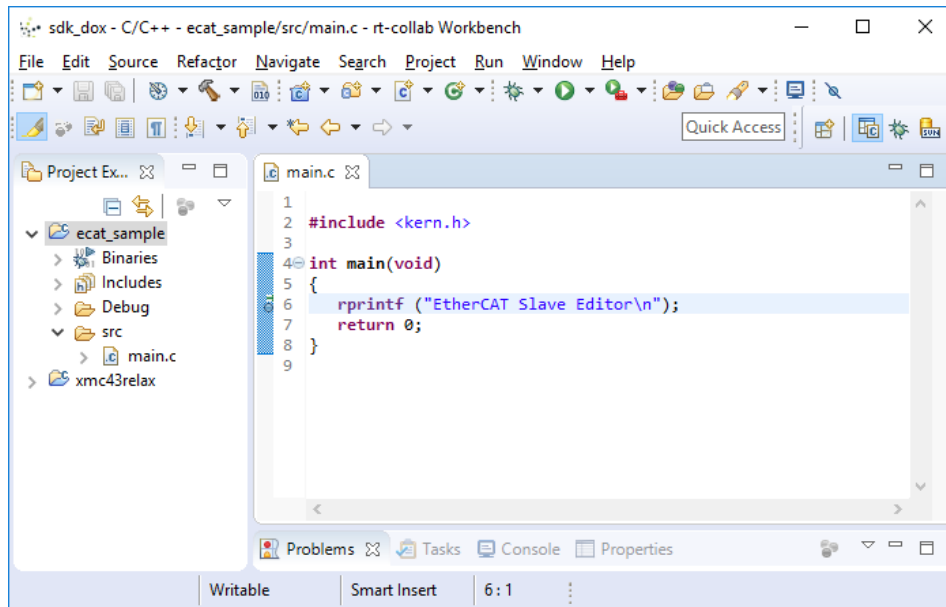 sdk_dox - C/C++ - ecat_sample/src/main.c - rt-collab Workbench
File Edit Source Refactor Navigate Search Project Run Window Help
010
Quick Access
SVN
Project Ex...
main.c
ecat_sample
Binaries
Includes
Debug
src
main.c
xmc43relax
1
2 #include <kern.h>
3
4 int main(void)
5 {
6 rprintf ("EtherCAT Slave Editor\n");
7 return 0;
8 }
9
Problems Tasks Console Properties
Writable Smart Insert 6 : 1